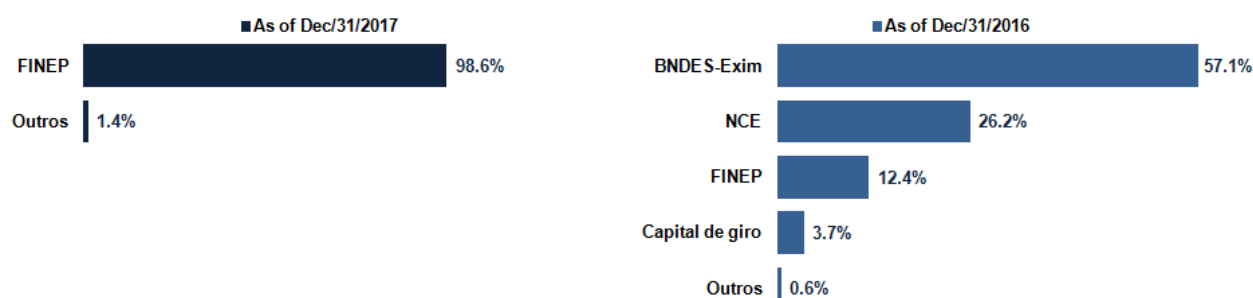 As of Dec/31/2017
FINEP 98.6%
Outros 1.4%
As of Dec/31/2016
BNDES-Exim 57.1%
NCE 26.2%
FINEP 12.4%
Capital de giro 3.7%
Outros 0.6%